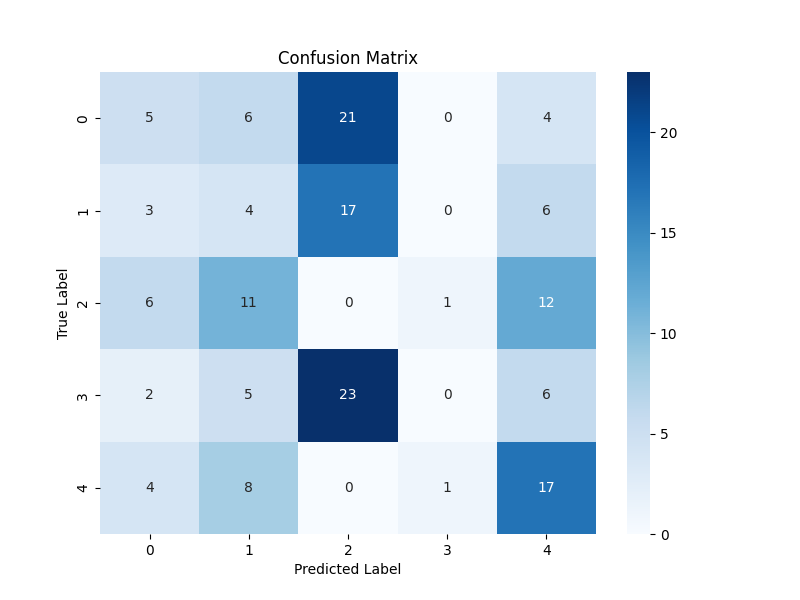 Confusion Matrix
0 5 6 21 0 4
1 3 4 17 0 6
2 6 11 0 1 12
3 2 5 23 0 6
4 4 8 0 1 17
0 1 2 3 4
True Label
Predicted Label
20
15
10
5
0